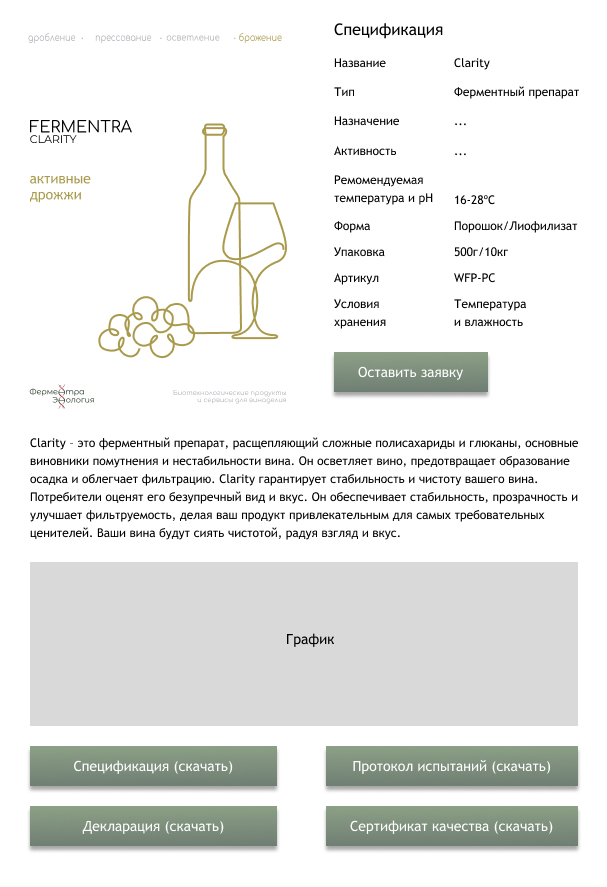 дробление · прессование · осветление · брожение
FERMENTRA
CLARITY
активные
дрожжи
Ферментра
Энология
Биотехнологические продукты
и сервисы для виноделия
Спецификация
Название Clarity
Тип Ферментный препарат
Назначение ...
Активность ...
Ремомендуемая
температура и pH 16-28°C
Форма Порошок/Лиофилизат
Упаковка 500г/10кг
Артикул WFP-PC
Условия Температура
хранения и влажность
Оставить заявку
Clarity - это ферментный препарат, расщепляющий сложные полисахариды и глюканы, основные
виновники помутнения и нестабильности вина. Он осветляет вино, предотвращает образование
осадка и облегчает фильтрацию. Clarity гарантирует стабильность и чистоту вашего вина.
Потребители оценят его безупречный вид и вкус. Он обеспечивает стабильность, прозрачность и
улучшает фильтруемость, делая ваш продукт привлекательным для самых требовательных
ценителей. Ваши вина будут сиять чистотой, радуя взгляд и вкус.
График
Спецификация (скачать)
Протокол испытаний (скачать)
Декларация (скачать)
Сертификат качества (скачать)